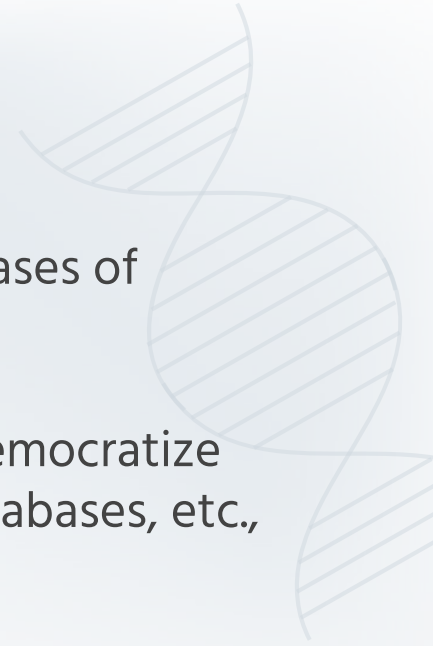 ases of
emocratize
abases, etc.,